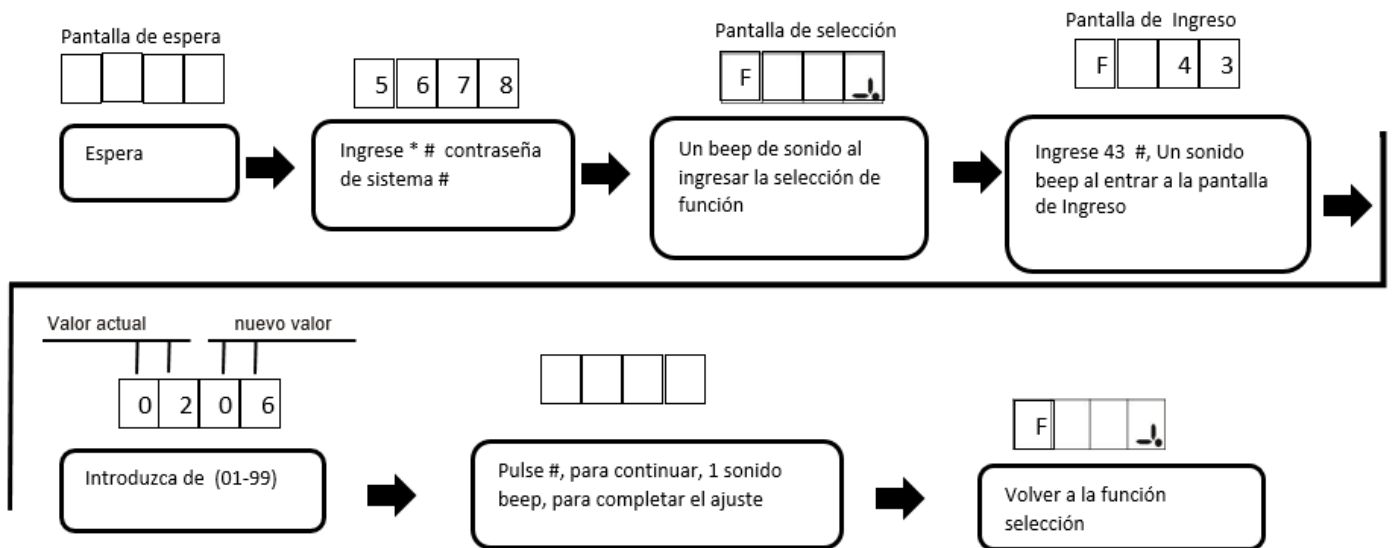 Pantalla de espera
Espera
5 6 7 8
Ingrese * # contraseña
de sistema #
Pantalla de selección
F
Un beep de sonido al
ingresar la selección de
función
Pantalla de Ingreso
F 4 3
Ingrese 43 #, Un sonido
beep al entrar a la pantalla
de Ingreso
Valor actual nuevo valor
0 2 0 6
Introduzca de (01-99)
Pulse #, para continuar, 1 sonido
beep, para completar el ajuste
F
Volver a la función
selección